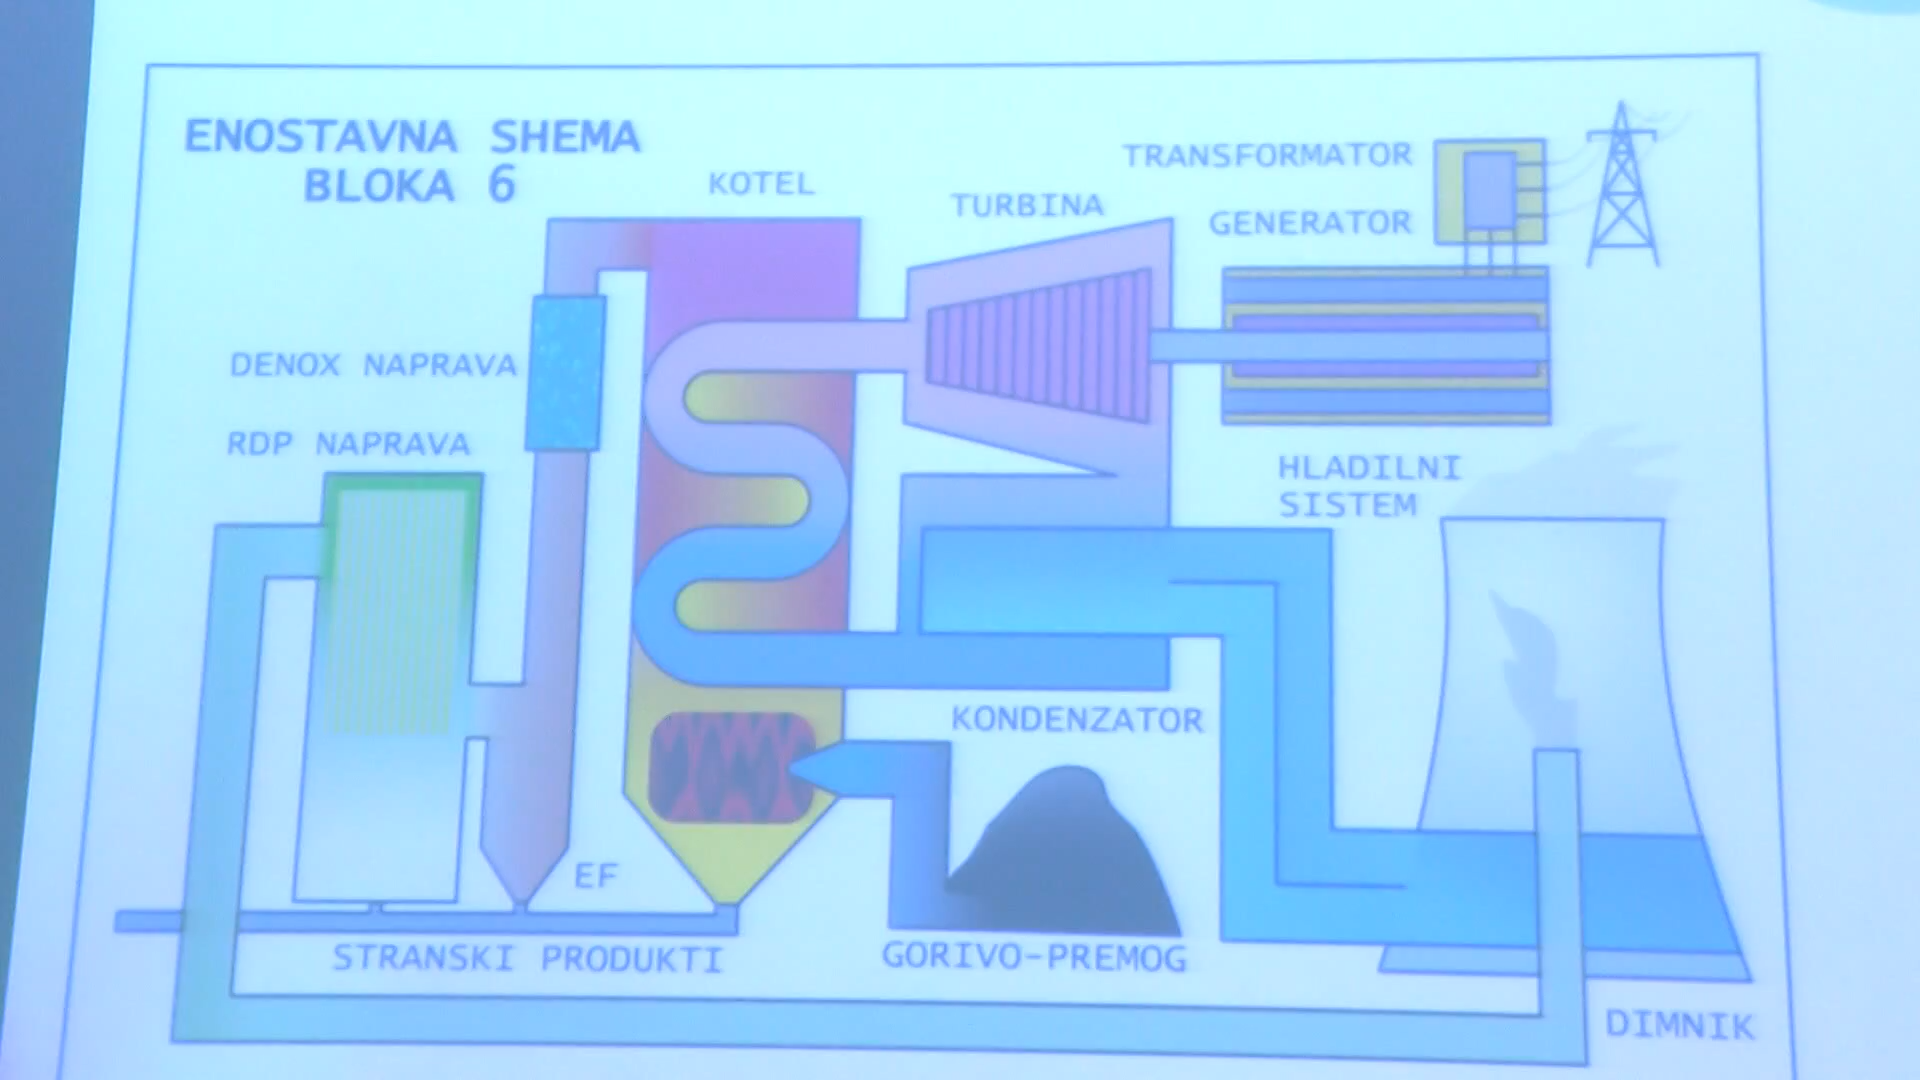 ENOSTAVNA SHEMA
BLOKA 6
KOTEL
TURBINA
TRANSFORMATOR
GENERATOR
DENOX NAPRAVA
RDP NAPRAVA
HLADILNI
SISTEM
KONDENZATOR
EF
STRANSKI PRODUKTI
GORIVO-PREMOG
DIMNIK